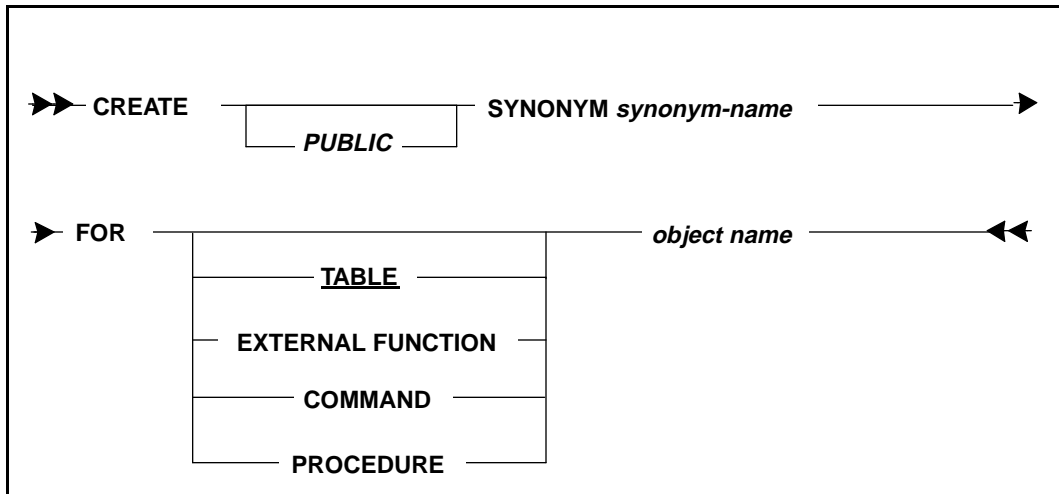 CREATE SYNONYM synonym-name
PUBLIC
FOR object name
TABLE
EXTERNAL FUNCTION
COMMAND
PROCEDURE